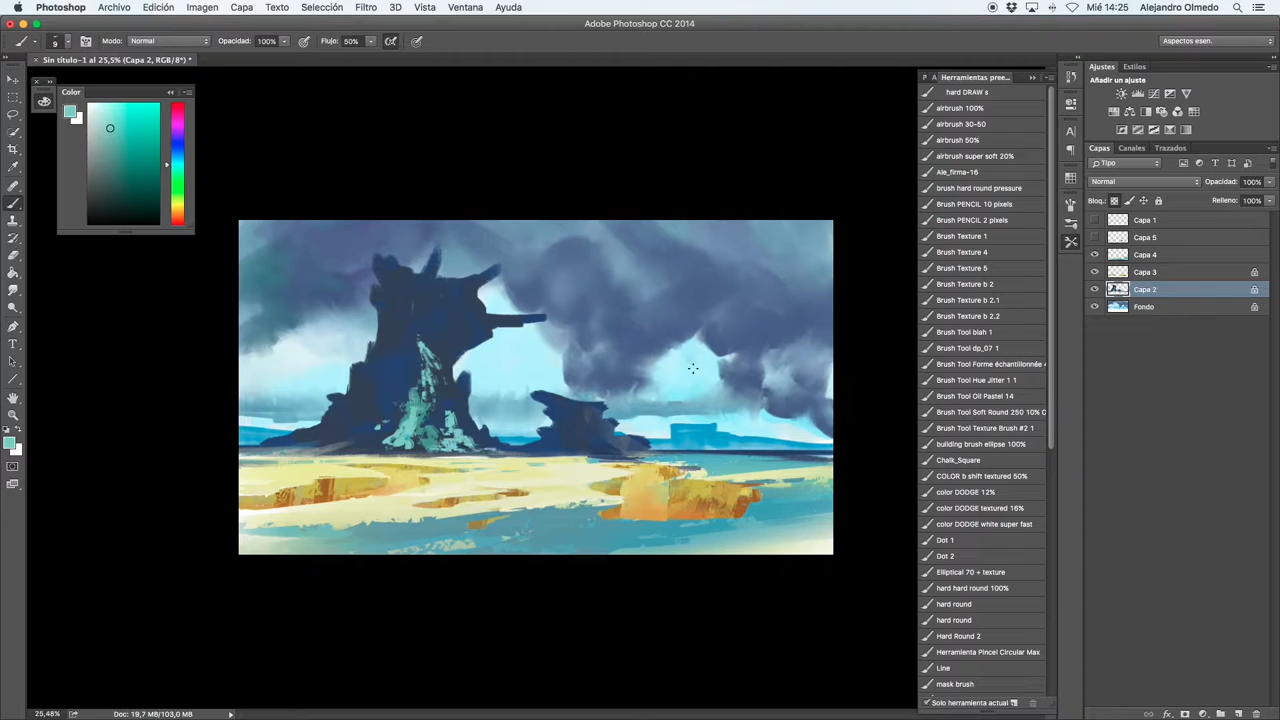 Photoshop Archivo Edición Imagen Capa Texto Selección Filtro 3D Vista Ventana Ayuda Mié 14:25 Alejandro Olmedo
Adobe Photoshop CC 2014
9 Modo: Normal Opacidad: 100% Flujo: 50% Aspectos esen.
Sin título-1 al 25,5% (Capa 2, RGB/8*) *
Color
Herramientas pree...
hard DRAW s
airbrush 100%
airbrush 30-50
airbrush 50%
airbrush super soft 20%
Ale_firma-16
brush hard round pressure
Brush PENCIL 10 pixels
Brush PENCIL 2 pixels
Brush Texture 1
Brush Texture 4
Brush Texture 5
Brush Texture b 2
Brush Texture b 2.1
Brush Texture b 2.2
Brush Tool blah 1
Brush Tool dp_07 1
Brush Tool Forme échantillonnée 4
Brush Tool Hue Jitter 1 1
Brush Tool Oil Pastel 14
Brush Tool Soft Round 250 10% O
Brush Tool Texture Brush #2 1
building brush ellipse 100%
Chalk_Square
COLOR b shift textured 50%
color DODGE 12%
color DODGE textured 16%
color DODGE white super fast
Dot 1
Dot 2
Elliptical 70 + texture
hard hard round 100%
hard round
hard round
Hard Round 2
Herramienta Pincel Circular Max
Line
mask brush
Solo herramienta actual
Ajustes Estilos
Añadir un ajuste
Capas Canales Trazados
Tipo
Normal Opacidad: 100%
Bloq.: Relleno: 100%
Capa 1
Capa 5
Capa 4
Capa 3
Capa 2
Fondo
25,48% Doc: 19,7 MB/103,0 MB